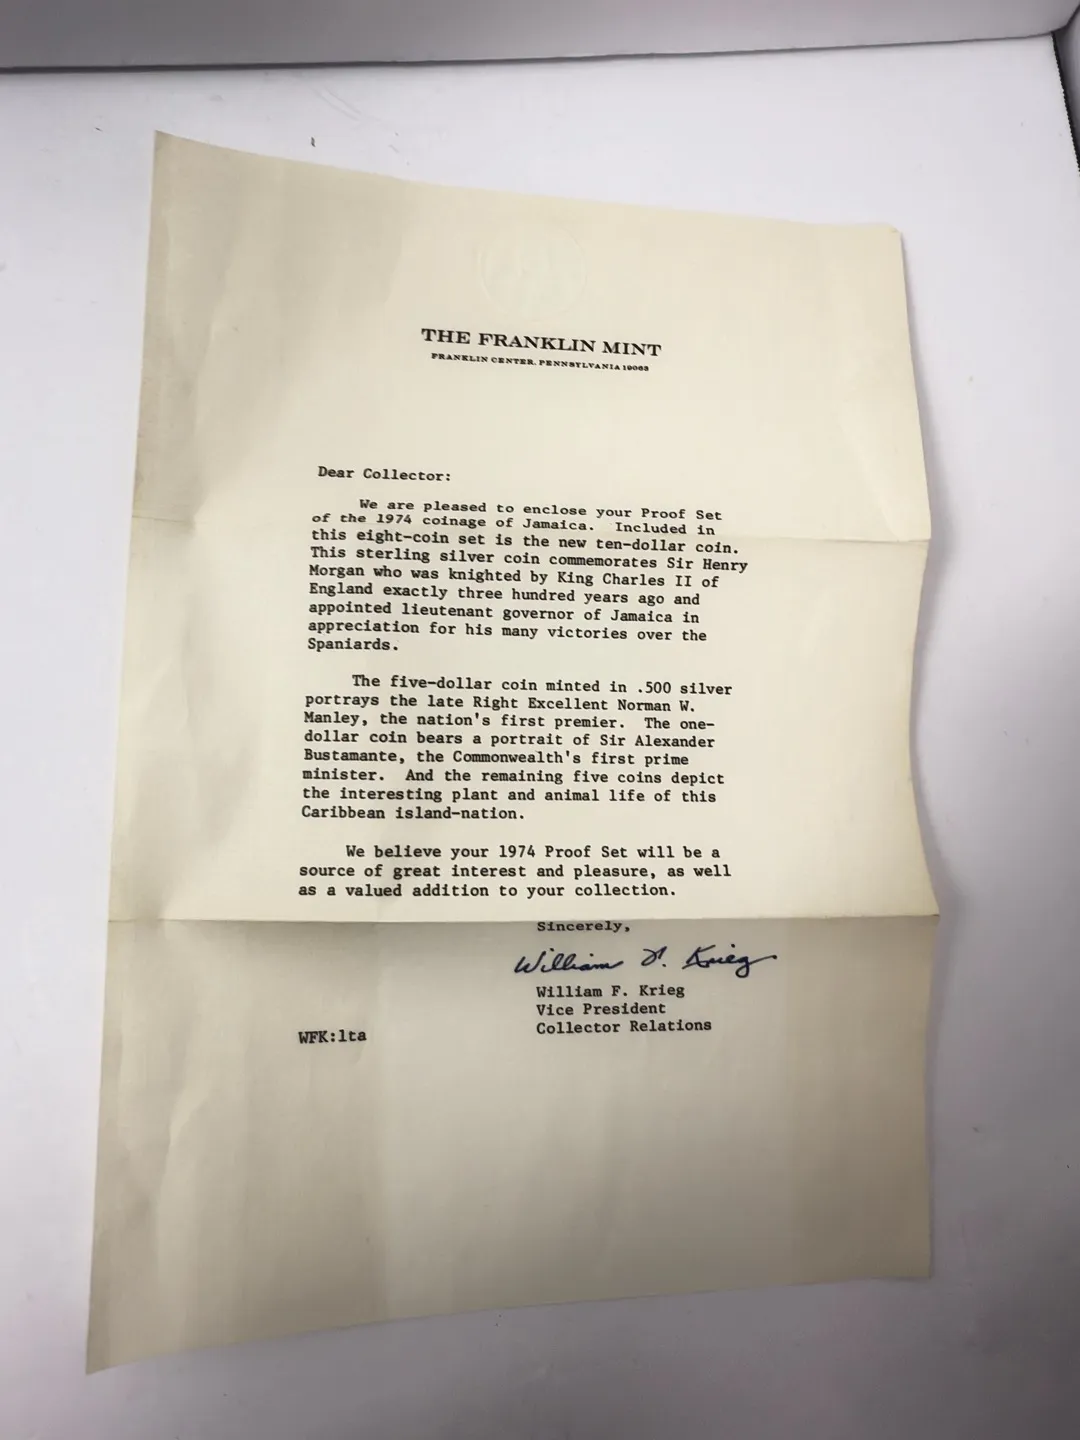 THE FRANKLIN MINT
FRANKLIN CENTER, PENNSYLVANIA 19063
Dear Collector:
We are pleased to enclose your Proof Set
of the 1974 coinage of Jamaica. Included in
this eight-coin set is the new ten-dollar coin.
This sterling silver coin commemorates Sir Henry
Morgan who was knighted by King Charles II of
England exactly three hundred years ago and
appointed lieutenant governor of Jamaica in
appreciation for his many victories over the
Spaniards.
The five-dollar coin minted in .500 silver
portrays the late Right Excellent Norman W.
Manley, the nation's first premier. The one-
dollar coin bears a portrait of Sir Alexander
Bustamante, the Commonwealth's first prime
minister. And the remaining five coins depict
the interesting plant and animal life of this
Caribbean island-nation.
We believe your 1974 Proof Set will be a
source of great interest and pleasure, as well
as a valued addition to your collection.
Sincerely,
William F. Krieg
William F. Krieg
Vice President
Collector Relations
WFK:lta